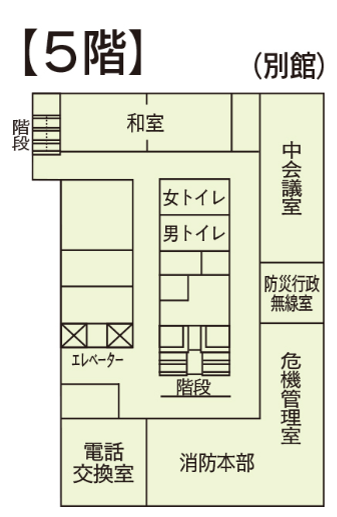 【5階】
(別館)
階段
和室
中会議室
女トイレ
男トイレ
防災行政
無線室
エレベーター
階段
危機管理室
電話
交換室
消防本部